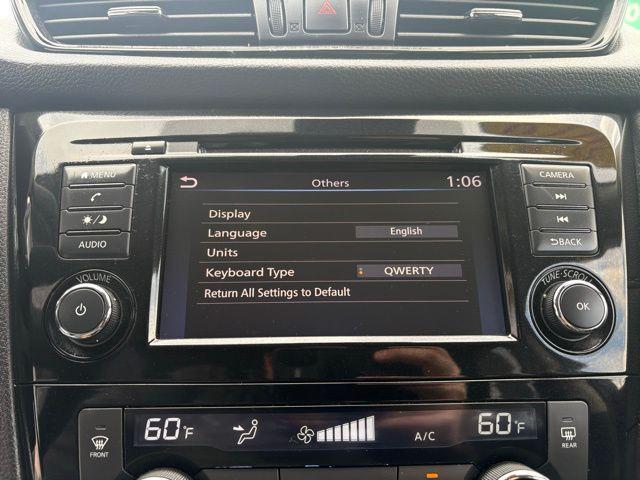 MENU
CAMERA
AUDIO
BACK
VOLUME
TUNE·SCROLL
OK
Others 1:06
Display
Language English
Units
Keyboard Type QWERTY
Return All Settings to Default
60°F
A/C
60°F
FRONT
REAR